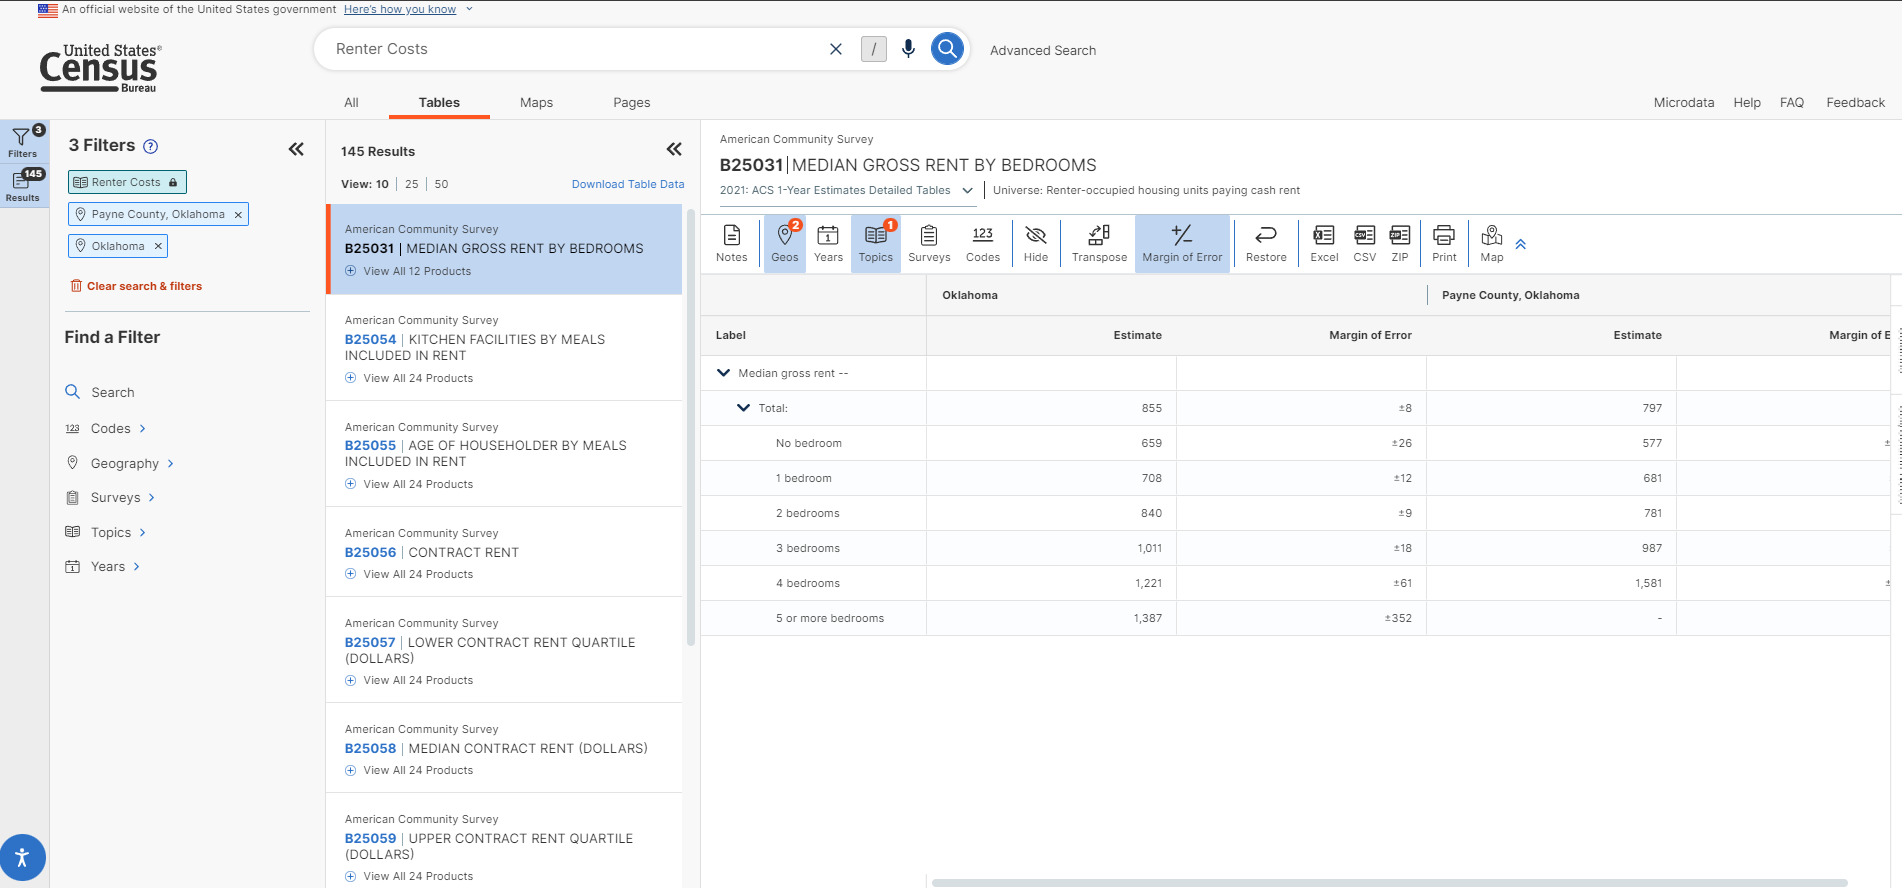 An official website of the United States government Here's how you know
United States®
Census
Bureau
Renter Costs
/
Advanced Search
All Tables Maps Pages
Microdata Help FAQ Feedback
3
Filters
145
Results
3 Filters ?
Renter Costs
Payne County, Oklahoma ×
Oklahoma ×
Clear search & filters
Find a Filter
Search
123 Codes
Geography
Surveys
Topics
1 Years
145 Results
View: 10 | 25 | 50 Download Table Data
American Community Survey
B25031 | MEDIAN GROSS RENT BY BEDROOMS
View All 12 Products
American Community Survey
B25054 | KITCHEN FACILITIES BY MEALS
INCLUDED IN RENT
View All 24 Products
American Community Survey
B25055 | AGE OF HOUSEHOLDER BY MEALS
INCLUDED IN RENT
View All 24 Products
American Community Survey
B25056 | CONTRACT RENT
View All 24 Products
American Community Survey
B25057 | LOWER CONTRACT RENT QUARTILE
(DOLLARS)
View All 24 Products
American Community Survey
B25058 | MEDIAN CONTRACT RENT (DOLLARS)
View All 24 Products
American Community Survey
B25059 | UPPER CONTRACT RENT QUARTILE
(DOLLARS)
View All 24 Products
American Community Survey
B25031 | MEDIAN GROSS RENT BY BEDROOMS
2021: ACS 1-Year Estimates Detailed Tables | Universe: Renter-occupied housing units paying cash rent
2 1 1 123 +/- X CSV ZIP
Notes Geos Years Topics Surveys Codes Hide Transpose Margin of Error Restore Excel CSV ZIP Print Map
Oklahoma Payne County, Oklahoma
Label Estimate Margin of Error Estimate Margin of E
Median gross rent --
Total: 855 ±8 797
No bedroom 659 ±26 577 ±
1 bedroom 708 ±12 681
2 bedrooms 840 ±9 781
3 bedrooms 1,011 ±18 987
4 bedrooms 1,221 ±61 1,581 ±
5 or more bedrooms 1,387 ±352 -